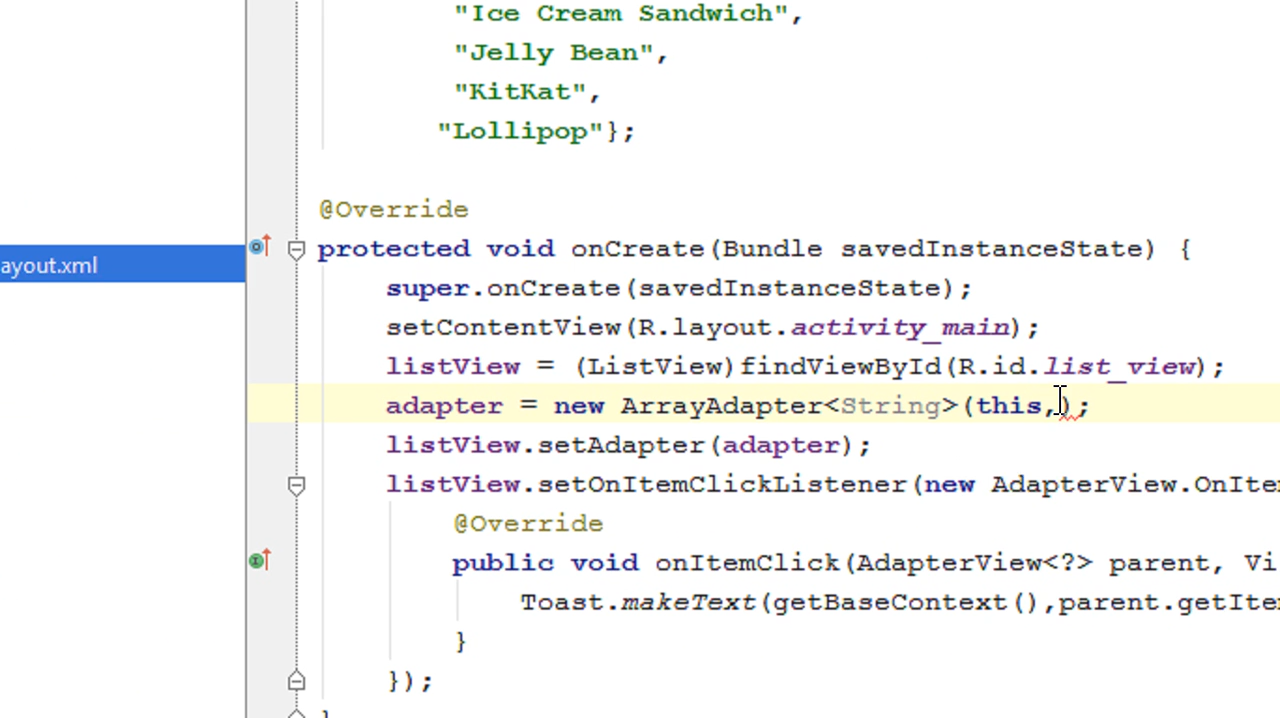 "Ice Cream Sandwich",
"Jelly Bean",
"KitKat",
"Lollipop"};
@Override
protected void onCreate(Bundle savedInstanceState) {
ayout.xml
super.onCreate(savedInstanceState);
setContentView(R.layout.activity_main);
listView = (ListView)findViewById(R.id.list_view);
adapter = new ArrayAdapter<String>(this,);
listView.setAdapter(adapter);
listView.setOnItemClickListener(new AdapterView.OnIte
@Override
public void onItemClick(AdapterView<?> parent, Vi
Toast.makeText(getBaseContext(),parent.getIte
}
});